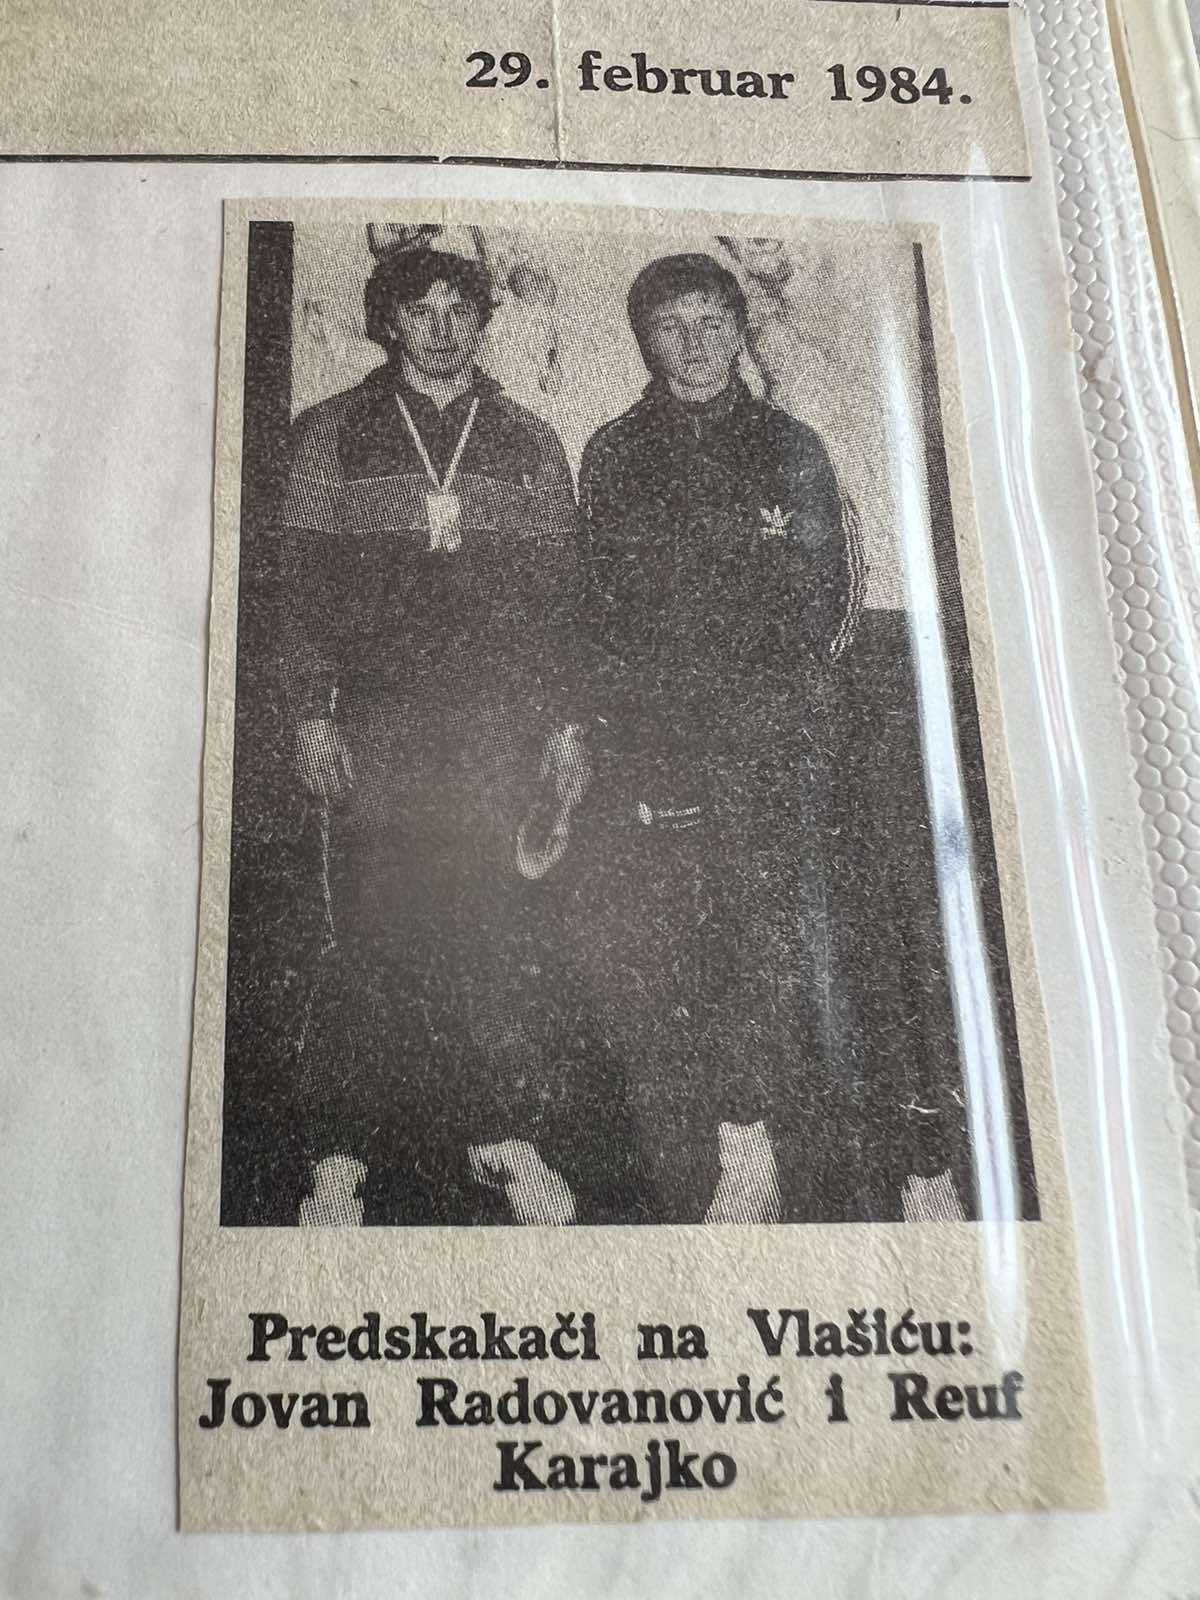 29. februar 1984.
Predskakači na Vlašiću:
Jovan Radovanović i Reuf
Karajko